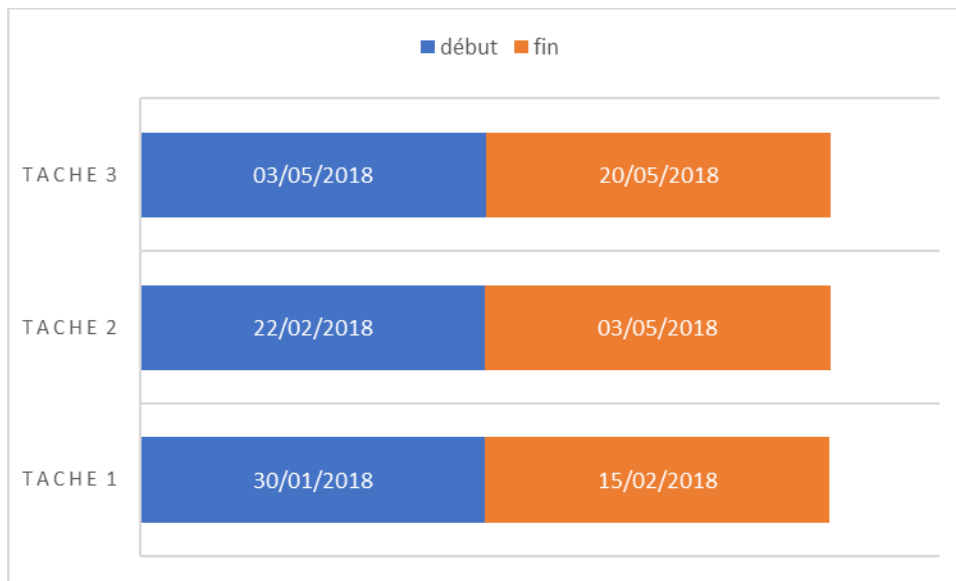 début fin
TACHE 3 03/05/2018 20/05/2018
TACHE 2 22/02/2018 03/05/2018
TACHE 1 30/01/2018 15/02/2018